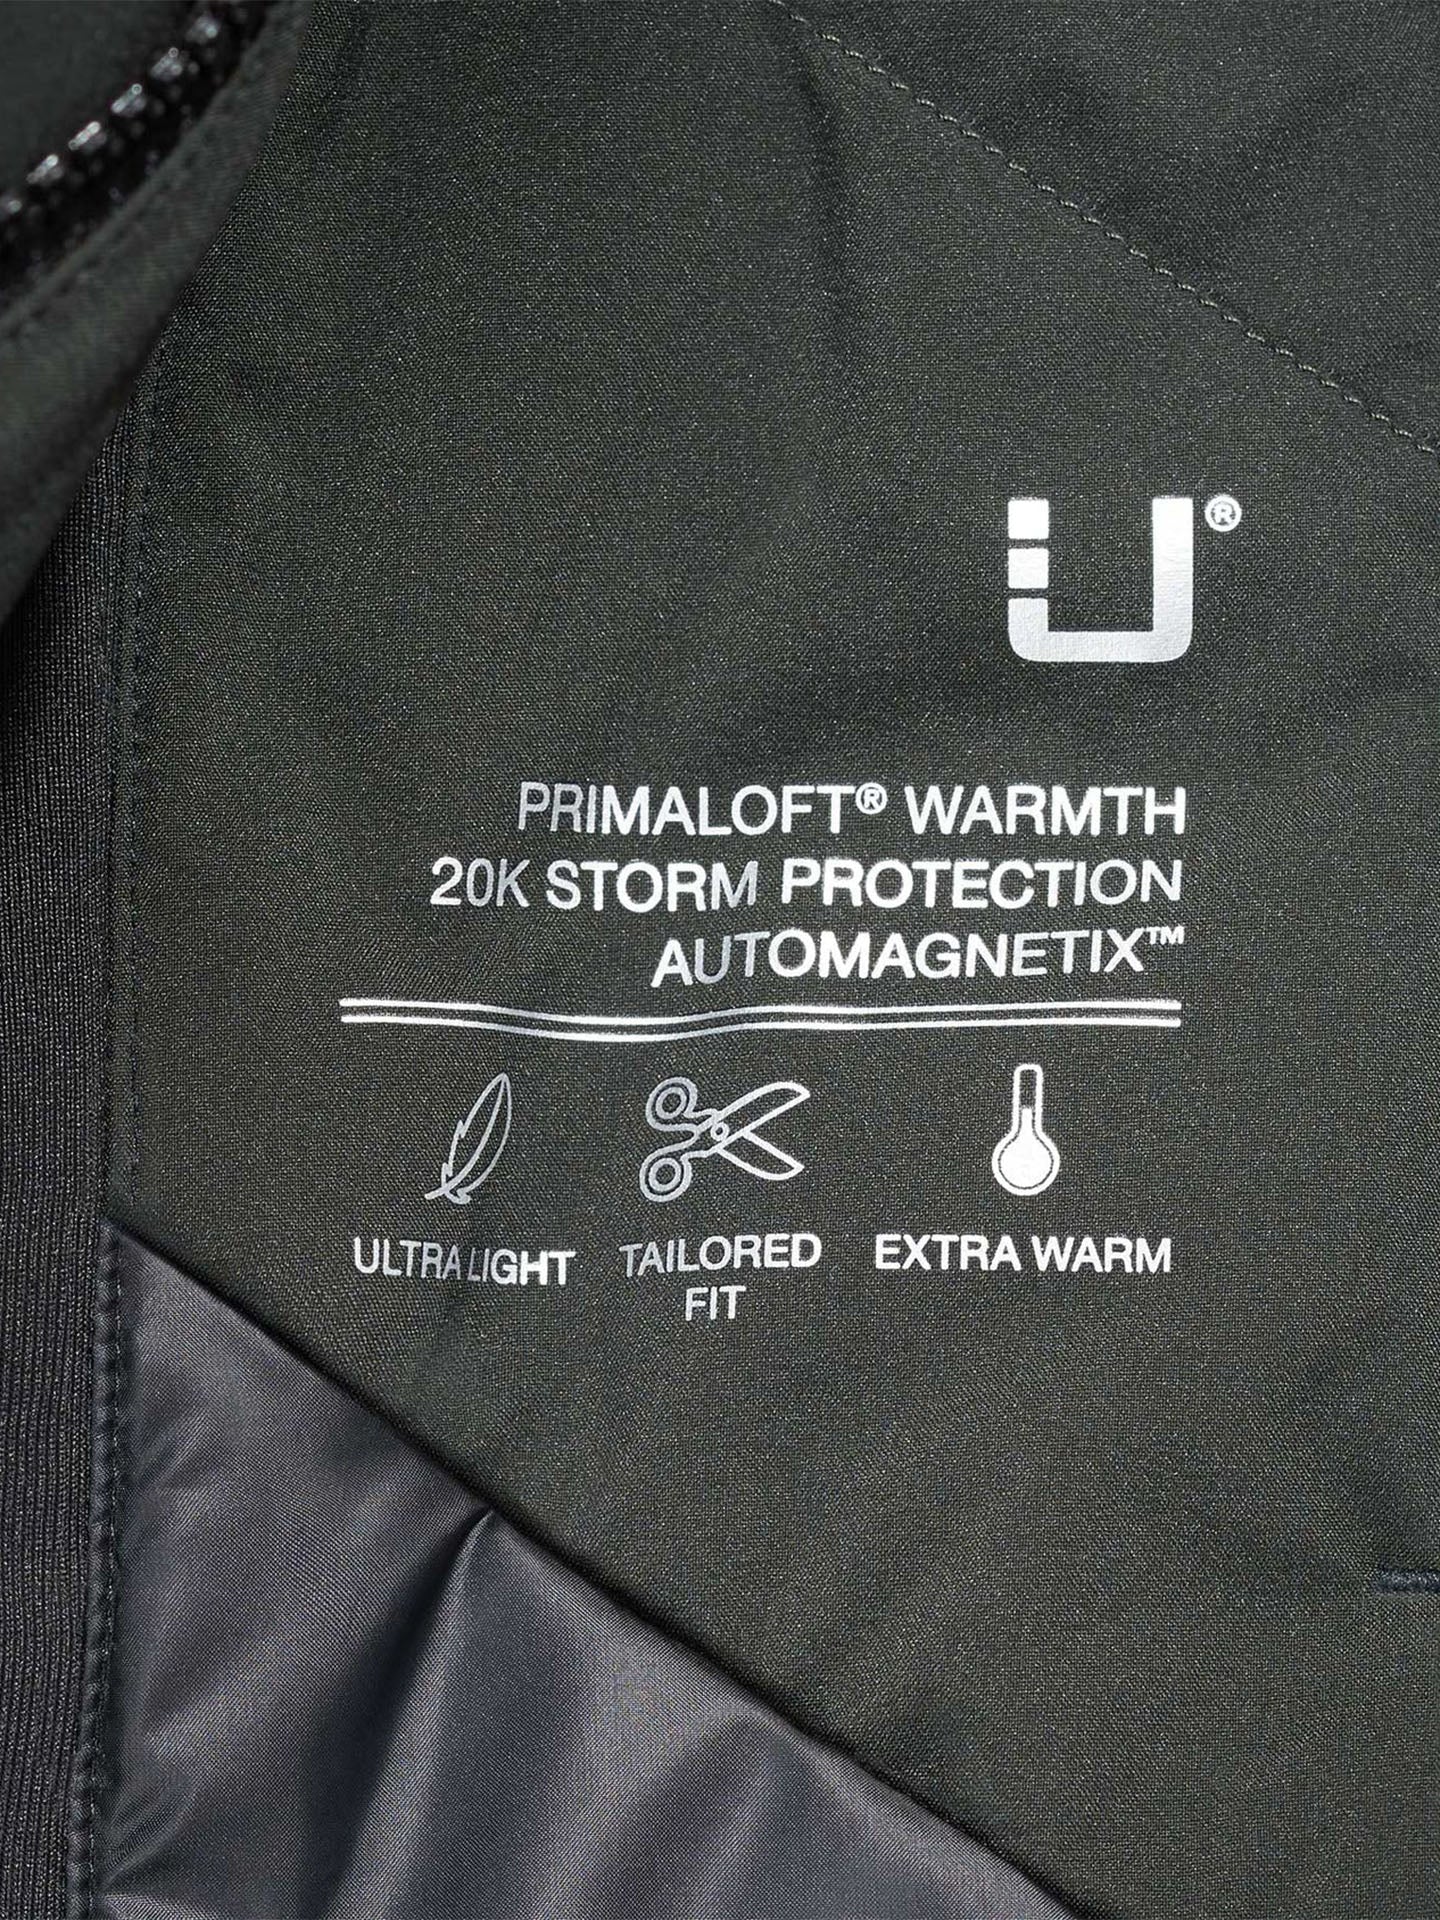 U®
PRIMALOFT® WARMTH
20K STORM PROTECTION
AUTOMAGNETIX™
ULTRA LIGHT
TAILORED
FIT
EXTRA WARM